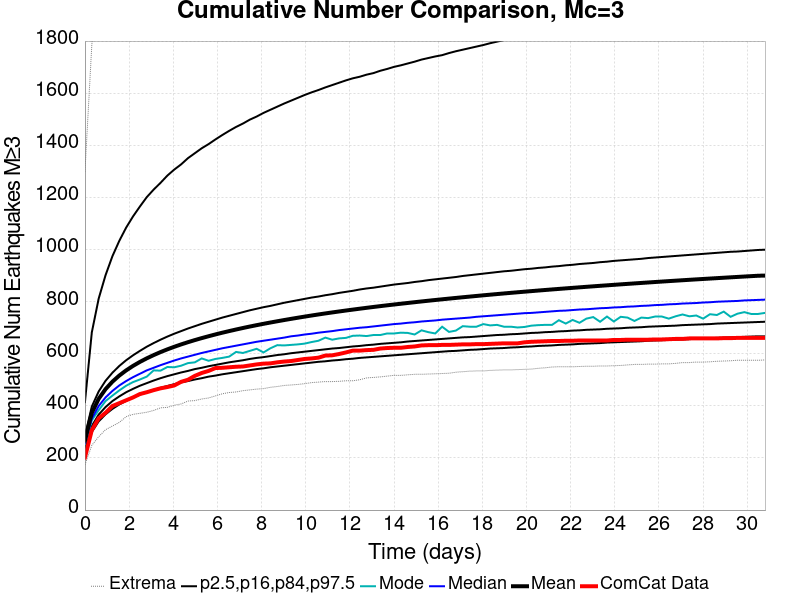 Cumulative Number Comparison, Mc=3
Cumulative Num Earthquakes M≥3
1800
1600
1400
1200
1000
800
600
400
200
0
0 2 4 6 8 10 12 14 16 18 20 22 24 26 28 30
Time (days)
Extrema p2.5,p16,p84,p97.5 Mode Median Mean ComCat Data